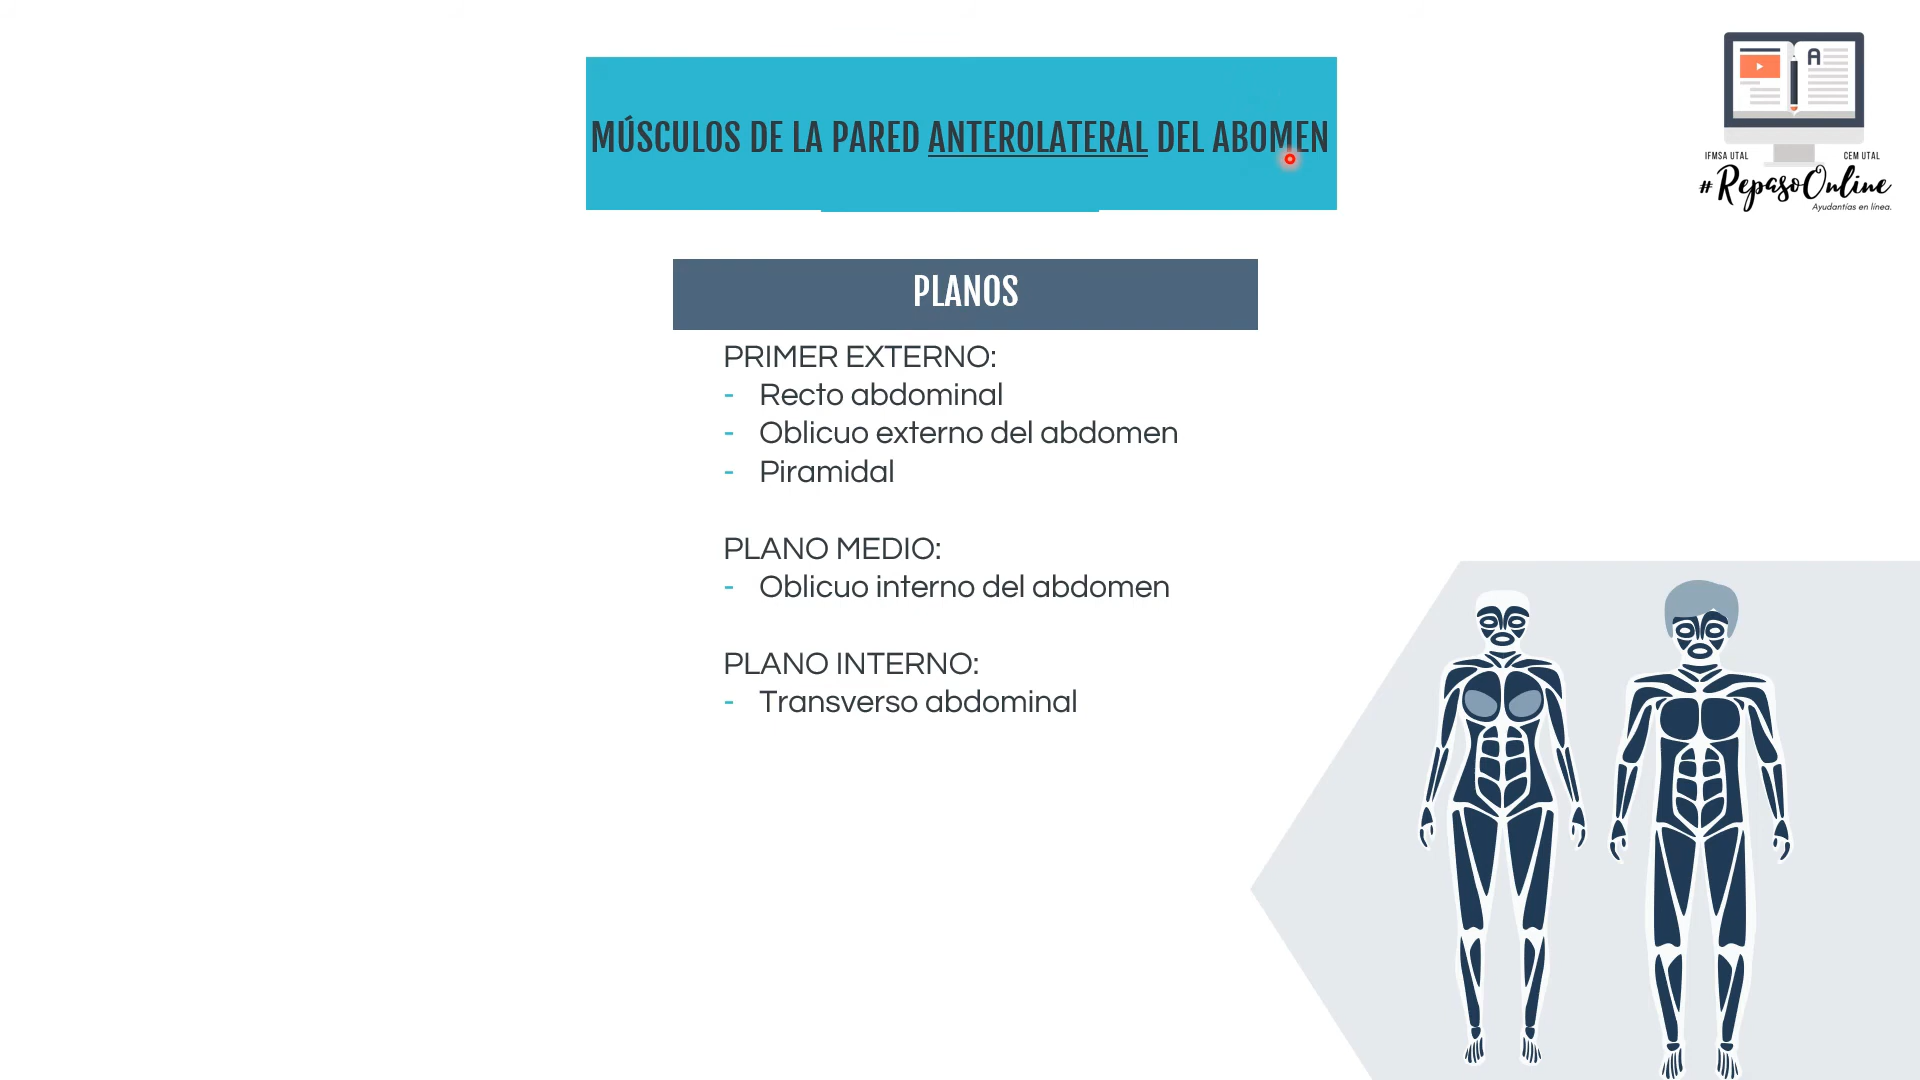 MÚSCULOS DE LA PARED ANTEROLATERAL DEL ABOMEN
A
IFMSA UTAL
CEM UTAL
#RepasoOnline
Ayudantías en línea.
PLANOS
PRIMER EXTERNO:
- Recto abdominal
- Oblicuo externo del abdomen
- Piramidal
PLANO MEDIO:
- Oblicuo interno del abdomen
PLANO INTERNO:
- Transverso abdominal